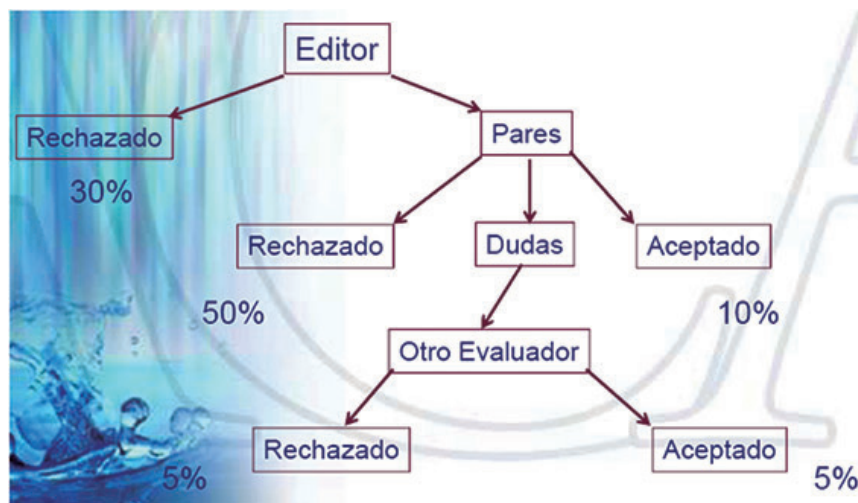 Editor
Rechazado
Pares
30%
Rechazado
Dudas
Aceptado
50%
10%
Otro Evaluador
Rechazado
Aceptado
5%
5%